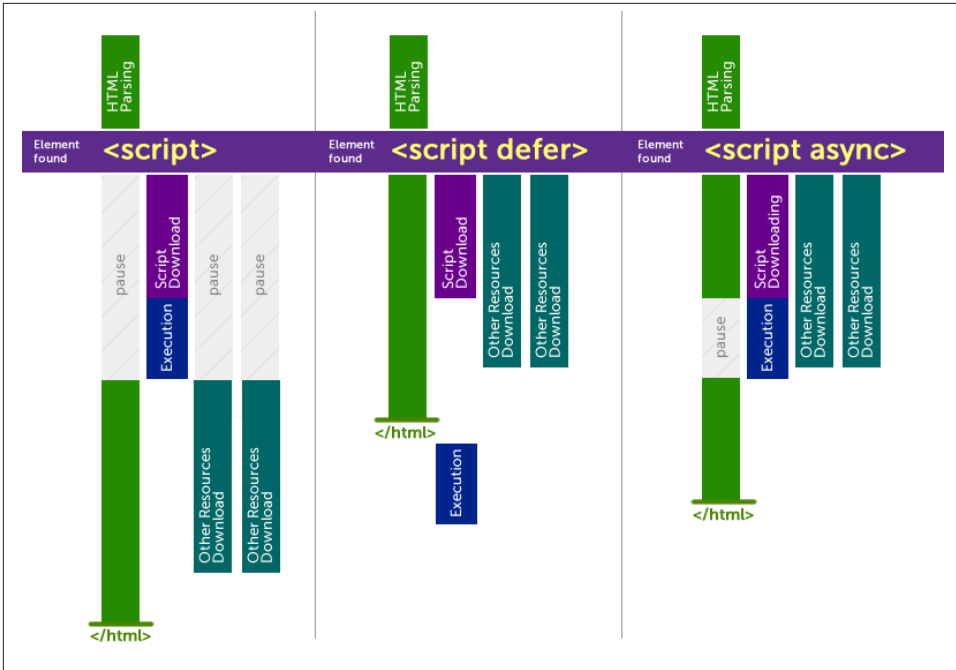 HTML
Parsing
Element
found
<script>
pause
Script
Download
Execution
pause
pause
Other Resources
Download
Other Resources
Download
</html>
HTML
Parsing
Element
found
<script defer>
Script
Download
Other Resources
Download
Other Resources
Download
</html>
Execution
HTML
Parsing
Element
found
<script async>
pause
Script
Downloading
Execution
Other Resources
Download
Other Resources
Download
</html>